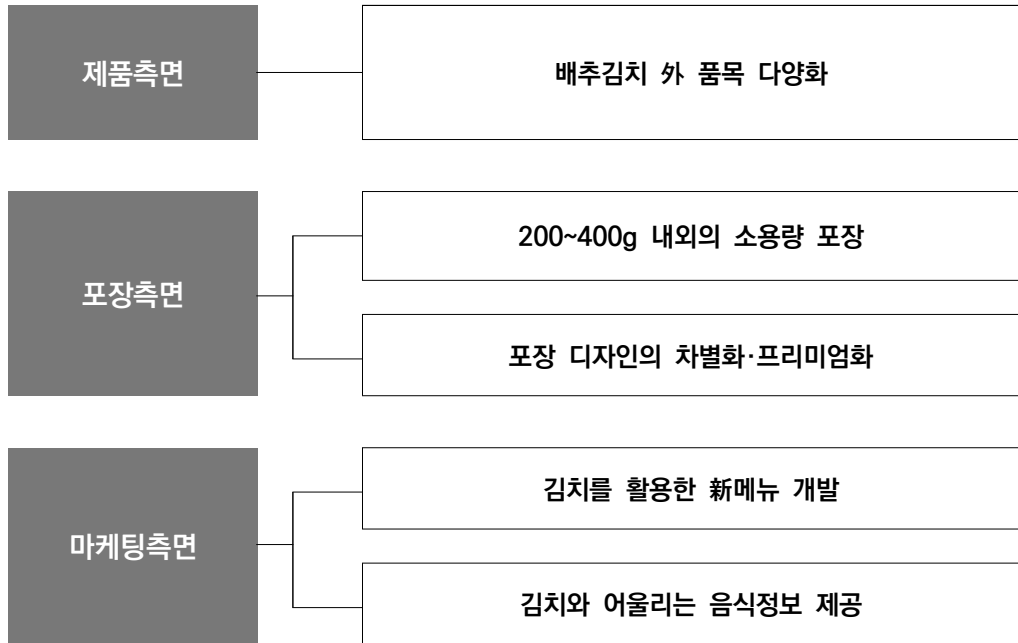 제품측면
배추김치 外 품목 다양화
포장측면
200~400g 내외의 소용량 포장
포장 디자인의 차별화·프리미엄화
마케팅측면
김치를 활용한 新메뉴 개발
김치와 어울리는 음식정보 제공